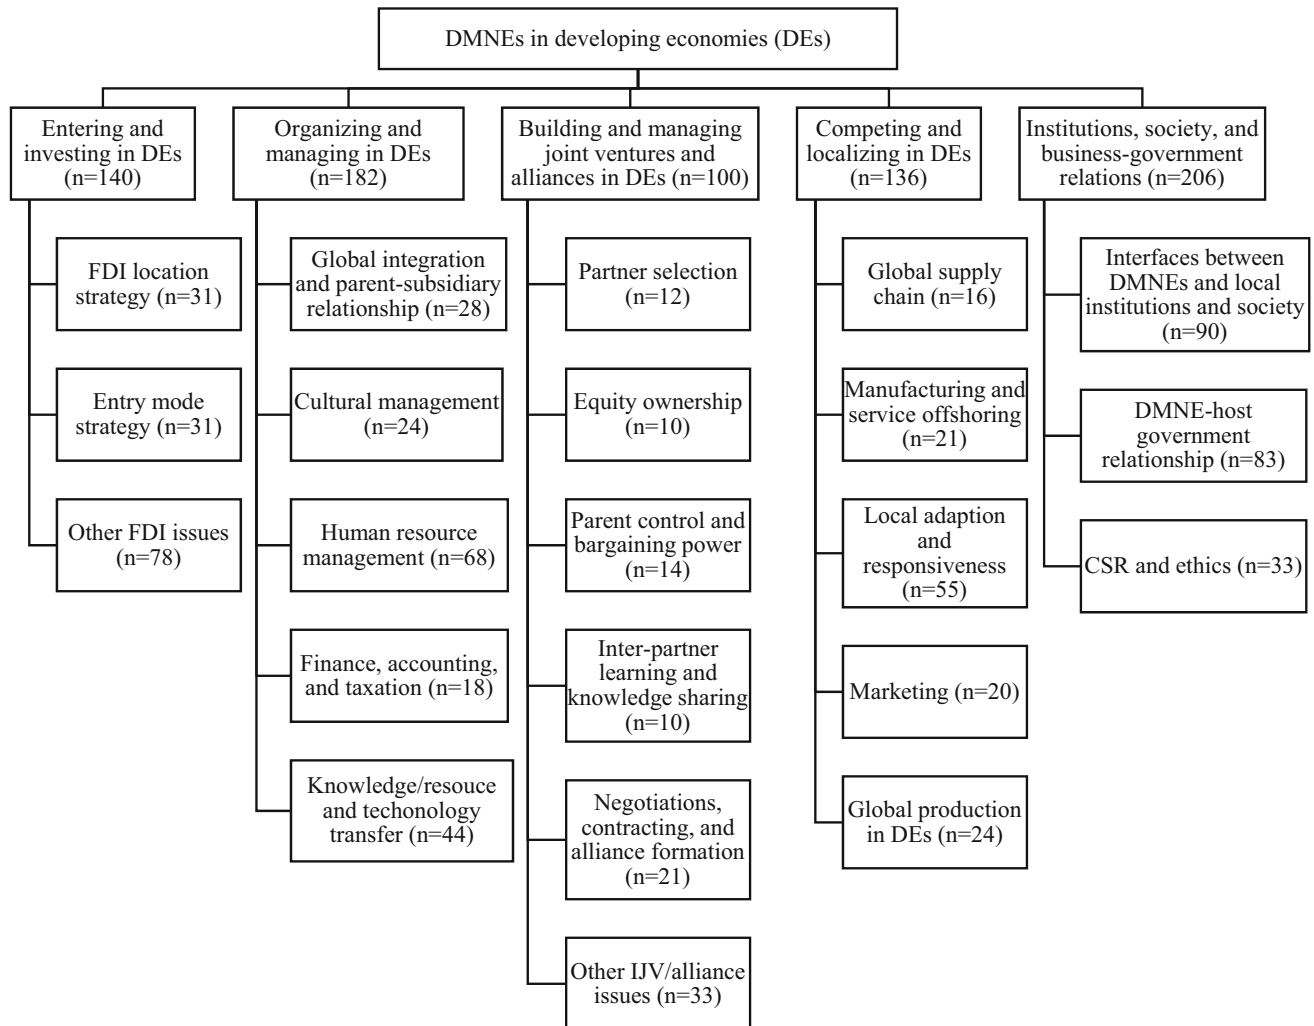 DMNEs in developing economies (DEs)
Entering and
investing in DEs
(n=140)
FDI location
strategy (n=31)
Entry mode
strategy (n=31)
Other FDI issues
(n=78)
Organizing and
managing in DEs
(n=182)
Global integration
and parent-subsidiary
relationship (n=28)
Cultural management
(n=24)
Human resource
management (n=68)
Finance, accounting,
and taxation (n=18)
Knowledge/resouce
and techonology
transfer (n=44)
Building and managing
joint ventures and
alliances in DEs (n=100)
Partner selection
(n=12)
Equity ownership
(n=10)
Parent control and
bargaining power
(n=14)
Inter-partner
learning and
knowledge sharing
(n=10)
Negotiations,
contracting, and
alliance formation
(n=21)
Other IJV/alliance
issues (n=33)
Competing and
localizing in DEs
(n=136)
Global supply
chain (n=16)
Manufacturing and
service offshoring
(n=21)
Local adaption
and
responsiveness
(n=55)
Marketing (n=20)
Global production
in DEs (n=24)
Institutions, society, and
business-government
relations (n=206)
Interfaces between
DMNEs and local
institutions and society
(n=90)
DMNE-host
government
relationship (n=83)
CSR and ethics (n=33)